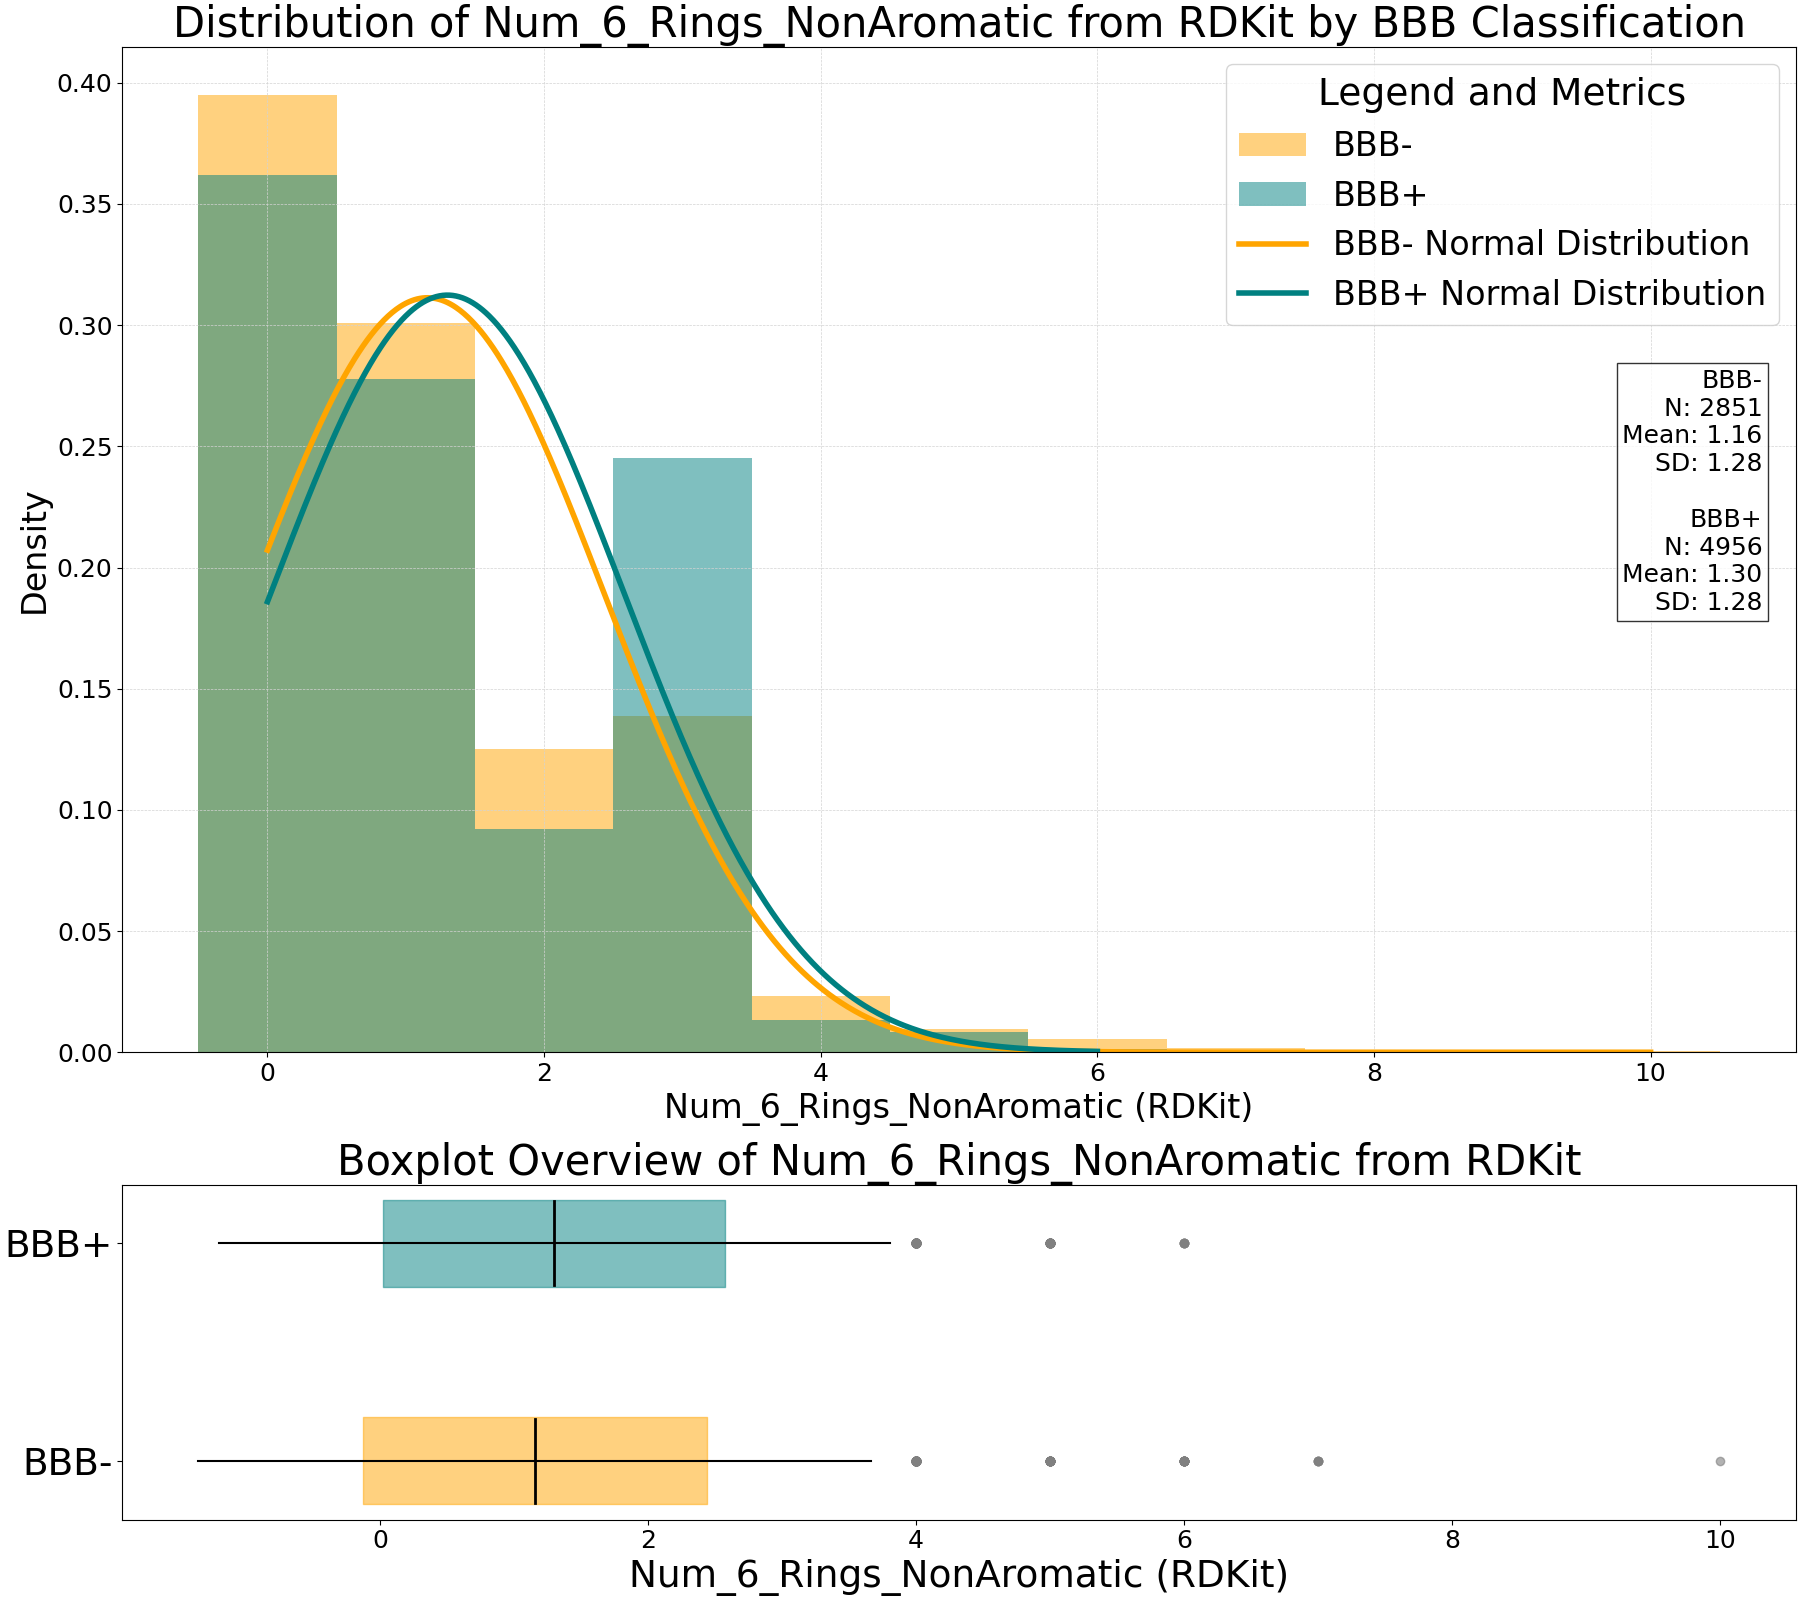 Distribution of Num_6_Rings_NonAromatic from RDKit by BBB Classification
0.40
0.35
0.30
0.25
0.20
0.15
0.10
0.05
0.00
Density
Legend and Metrics
BBB-
BBB+
BBB- Normal Distribution
BBB+ Normal Distribution
BBB-
N: 2851
Mean: 1.16
SD: 1.28
BBB+
N: 4956
Mean: 1.30
SD: 1.28
0 2 4 6 8 10
Num_6_Rings_NonAromatic (RDKit)
Boxplot Overview of Num_6_Rings_NonAromatic from RDKit
BBB+
BBB-
0 2 4 6 8 10
Num_6_Rings_NonAromatic (RDKit)